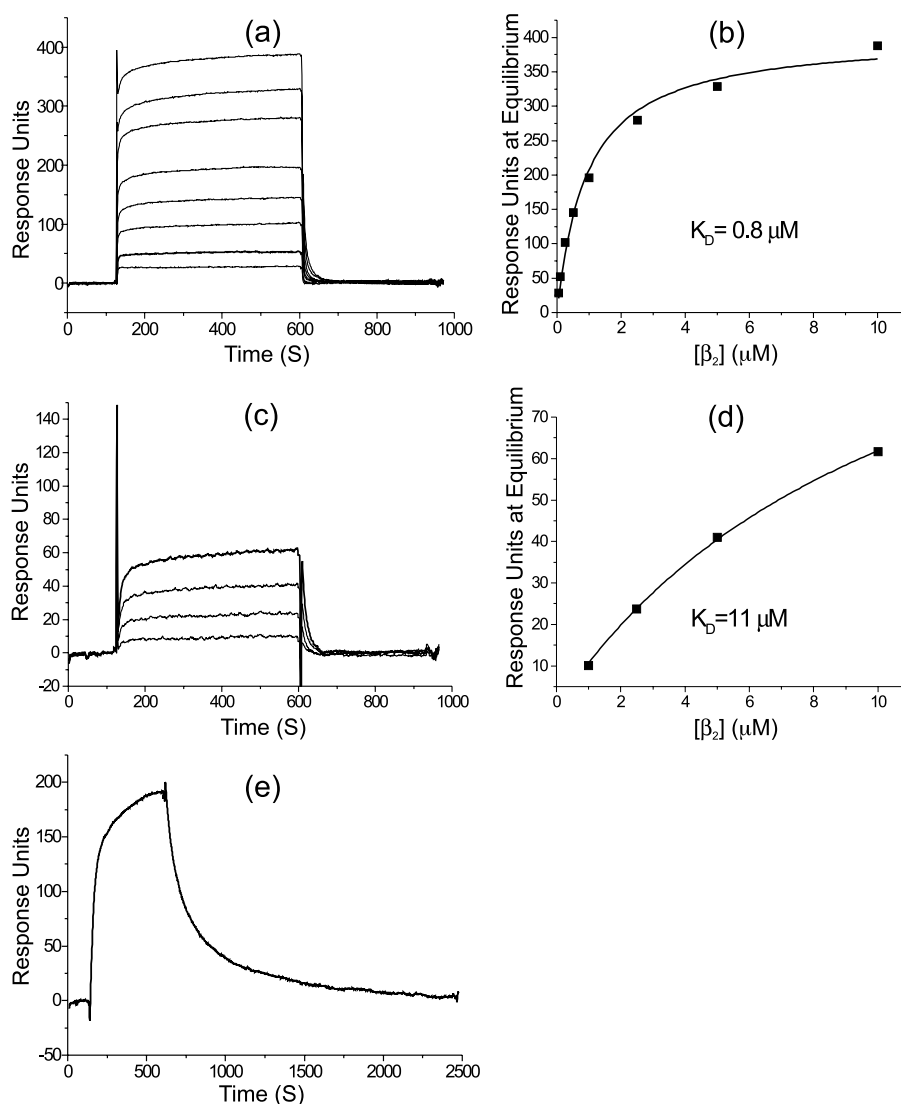 (a)
Response Units
400
300
200
100
0
0 200 400 600 800 1000
Time (S)
(b)
Response Units at Equilibrium
400
350
300
250
200
150
100
50
0
K_D= 0.8 μM
0 2 4 6 8 10
[β₂] (μM)
(c)
Response Units
140
120
100
80
60
40
20
0
-20
0 200 400 600 800 1000
Time (S)
(d)
Response Units at Equilibrium
70
60
50
40
30
20
10
K_D=11 μM
0 2 4 6 8 10
[β₂] (μM)
(e)
Response Units
200
150
100
50
0
-50
0 500 1000 1500 2000 2500
Time (S)